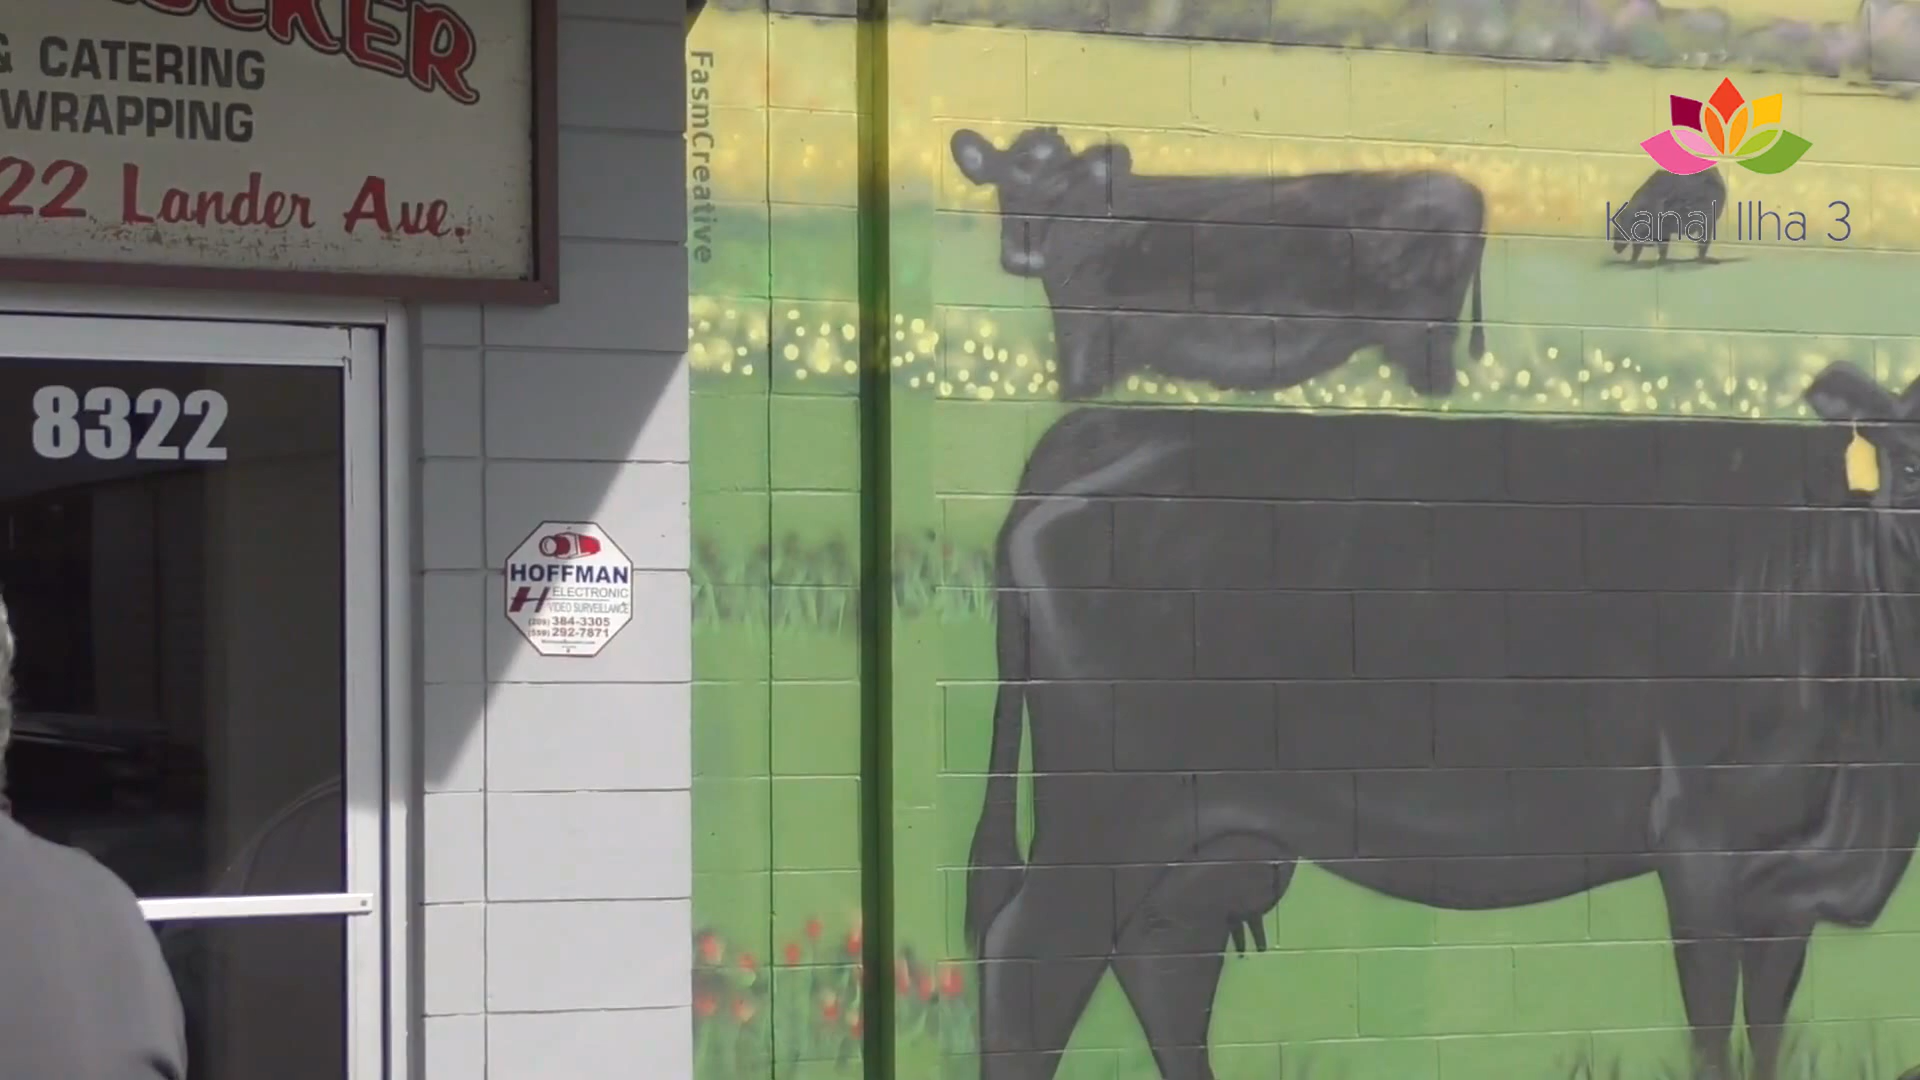 & CATERING
WRAPPING
22 Lander Ave.
8322
FasmCreative
Kanal Ilha 3
HOFFMAN
ELECTRONIC
VIDEO SURVEILLANCE
(209) 384-3305
(559) 292-7871